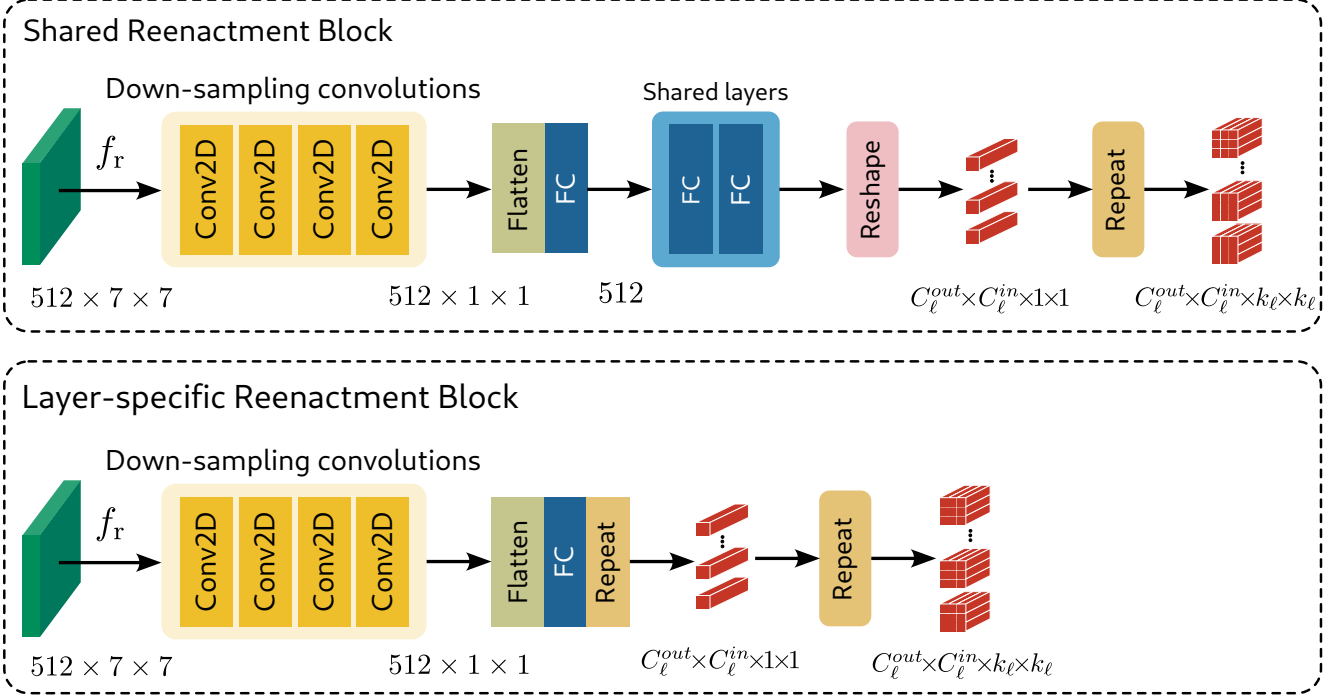 Shared Reenactment Block
Down-sampling convolutions
Shared layers
f_r
Conv2D
Conv2D
Conv2D
Conv2D
Flatten
FC
FC
FC
Reshape
Repeat
512 × 7 × 7
512 × 1 × 1
512
C_ℓ^{out}×C_ℓ^{in}×1×1
C_ℓ^{out}×C_ℓ^{in}×k_ℓ×k_ℓ
Layer-specific Reenactment Block
Down-sampling convolutions
f_r
Conv2D
Conv2D
Conv2D
Conv2D
Flatten
FC
Repeat
Repeat
512 × 7 × 7
512 × 1 × 1
C_ℓ^{out}×C_ℓ^{in}×1×1
C_ℓ^{out}×C_ℓ^{in}×k_ℓ×k_ℓ